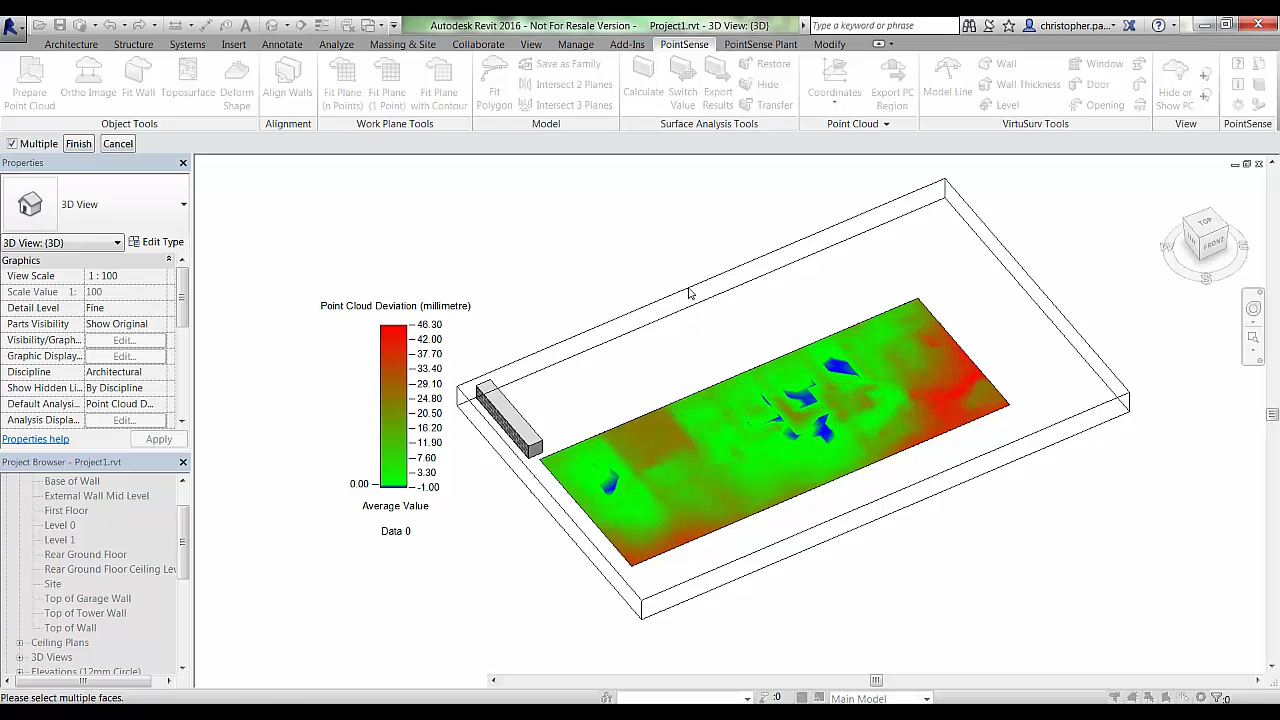 Autodesk Revit 2016 - Not For Resale Version - Project1.rvt - 3D View: {3D}
Type a keyword or phrase
christopher.pa...
Architecture Structure Systems Insert Annotate Analyze Massing & Site Collaborate View Manage Add-Ins PointSense PointSense Plant Modify
Prepare Point Cloud
Ortho Image
Fit Wall
Toposurface
Deform Shape
Align Walls
Fit Plane (n Points)
Fit Plane (1 Point)
Fit Plane with Contour
Fit Polygon
Save as Family
Intersect 2 Planes
Intersect 3 Planes
Calculate
Switch Value
Export Results
Restore
Hide
Transfer
Coordinates
Export PC Region
Model Line
Wall
Wall Thickness
Level
Window
Door
Opening
Hide or Show PC
Object Tools Alignment Work Plane Tools Model Surface Analysis Tools Point Cloud VirtuSurv Tools View PointSense
Multiple Finish Cancel
Properties
3D View
3D View: {3D} Edit Type
Graphics
View Scale 1 : 100
Scale Value 1: 100
Detail Level Fine
Parts Visibility Show Original
Visibility/Graph... Edit...
Graphic Display... Edit...
Discipline Architectural
Show Hidden Li... By Discipline
Default Analysi... Point Cloud D...
Analysis Displa... Edit...
Properties help Apply
Project Browser - Project1.rvt
Base of Wall
External Wall Mid Level
First Floor
Level 0
Level 1
Rear Ground Floor
Rear Ground Floor Ceiling Lev
Site
Top of Garage Wall
Top of Tower Wall
Top of Wall
Ceiling Plans
3D Views
Elevations (12mm Circle)
Point Cloud Deviation (millimetre)
46.30
42.00
37.70
33.40
29.10
24.80
20.50
16.20
11.90
7.60
3.30
0.00 -1.00
Average Value
Data 0
TOP
FRONT
Please select multiple faces.
:0
Main Model
:0